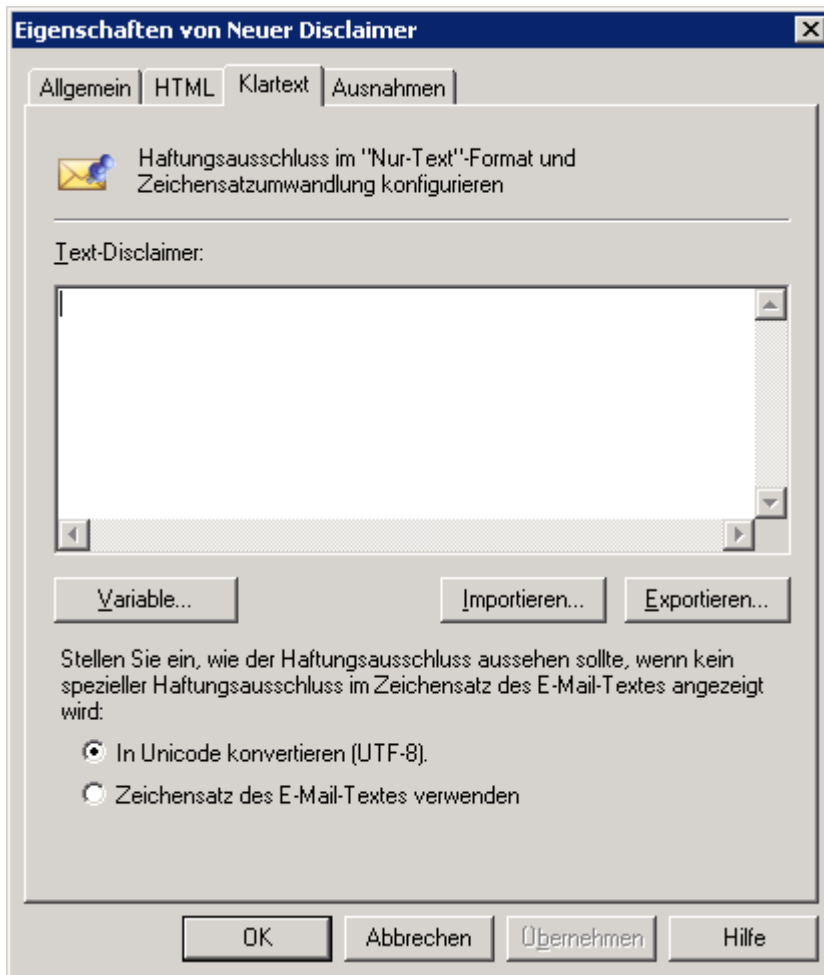 Eigenschaften von Neuer Disclaimer
Allgemein HTML Klartext Ausnahmen
Haftungsausschluss im "Nur-Text"-Format und
Zeichensatzumwandlung konfigurieren
Text-Disclaimer:
Variable... Importieren... Exportieren...
Stellen Sie ein, wie der Haftungsausschluss aussehen sollte, wenn kein
spezieller Haftungsausschluss im Zeichensatz des E-Mail-Textes angezeigt
wird:
In Unicode konvertieren (UTF-8).
Zeichensatz des E-Mail-Textes verwenden
OK Abbrechen Übernehmen Hilfe